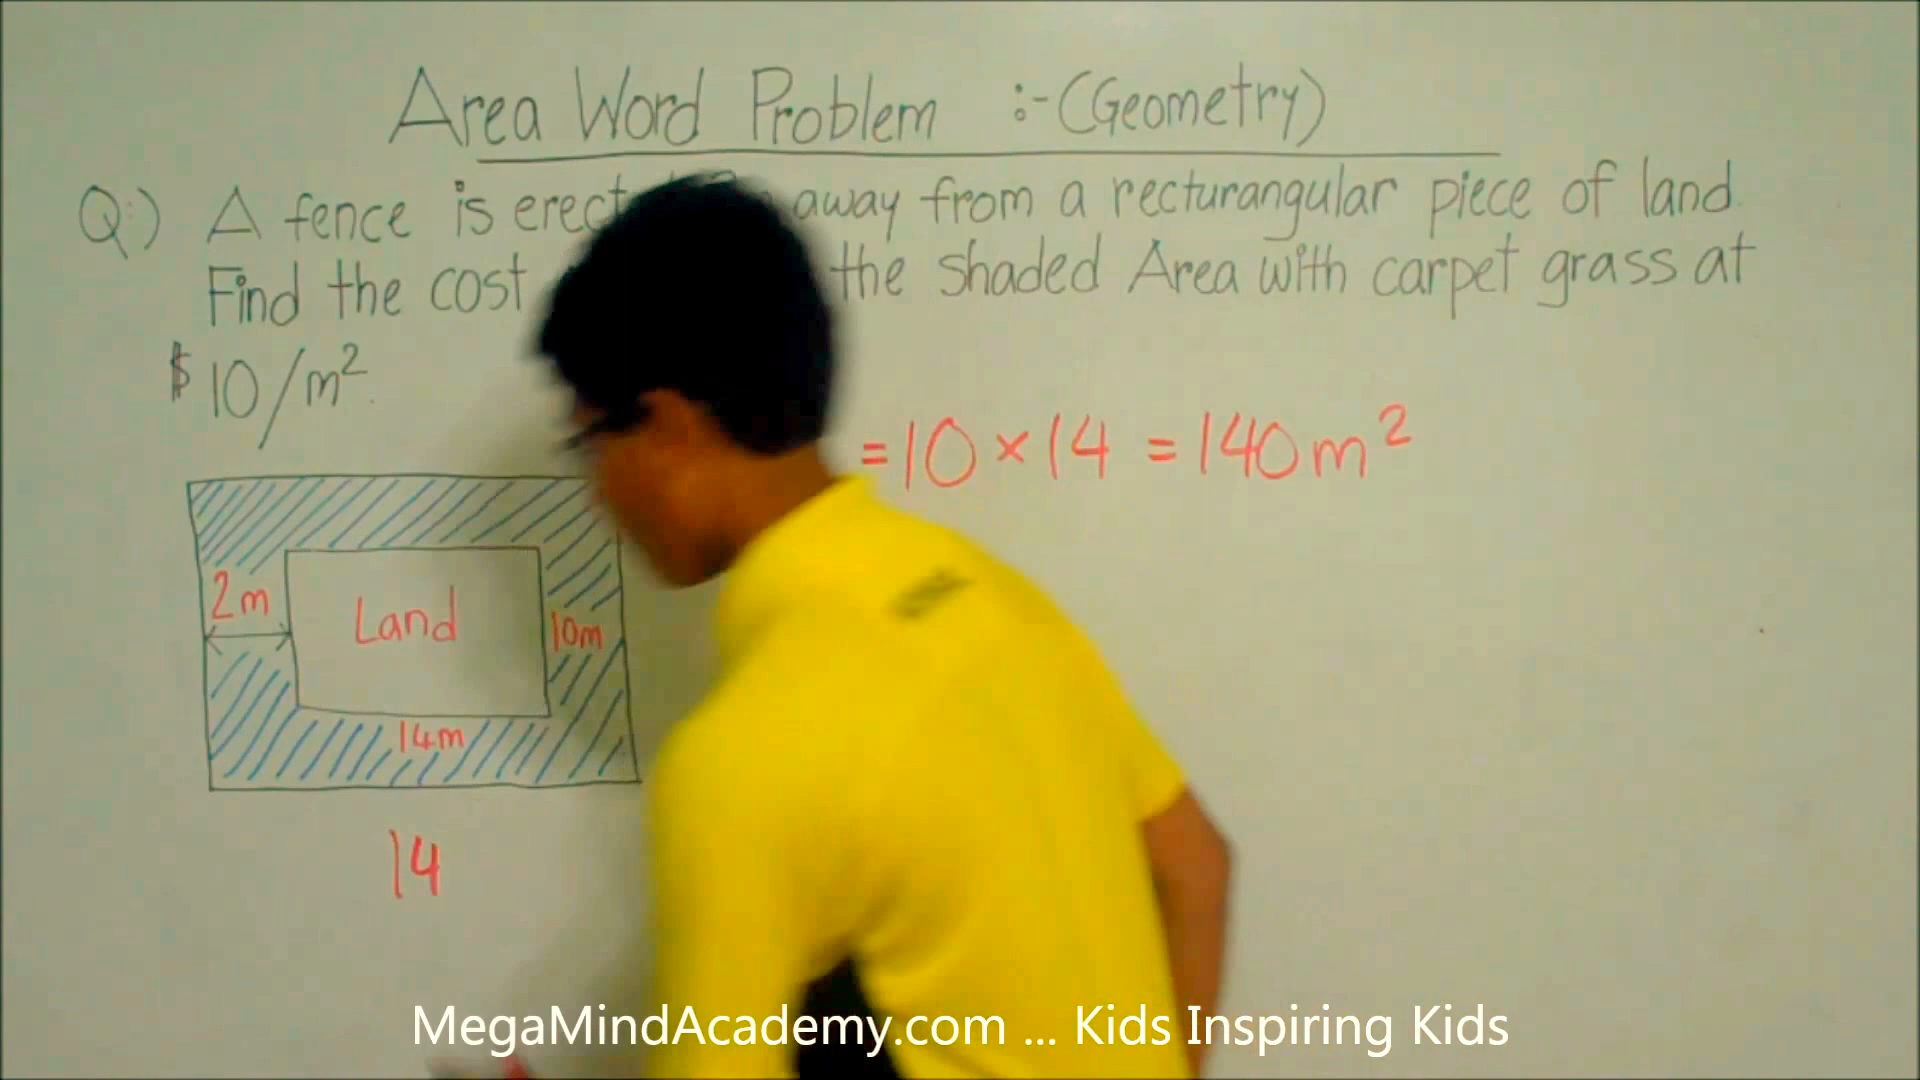 Area Word Problem :-(Geometry)
Q:) A fence is erect away from a recturangular piece of land
Find the cost the shaded Area with carpet grass at
$10/m²
=10×14 =140m²
2m
Land
10m
14m
14
MegaMindAcademy.com ... Kids Inspiring Kids